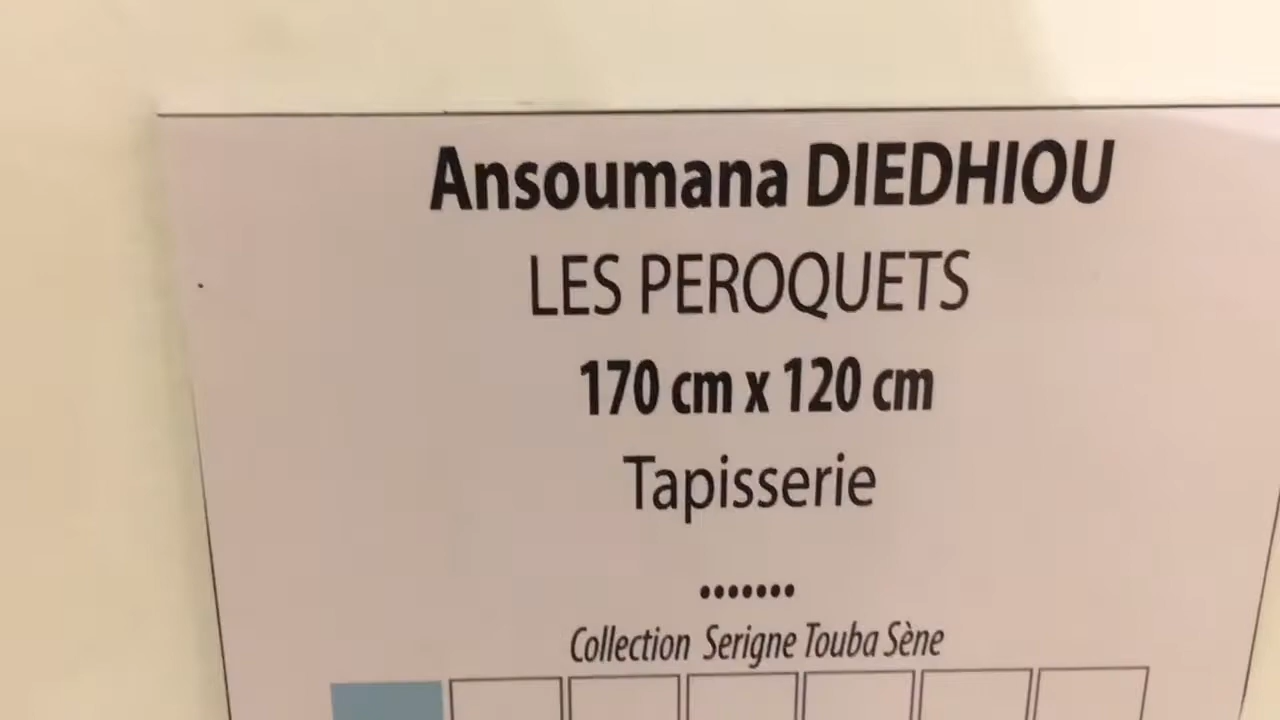 Ansoumana DIEDHIOU
LES PEROQUETS
170 cm x 120 cm
Tapisserie
.......
Collection Serigne Touba Sène